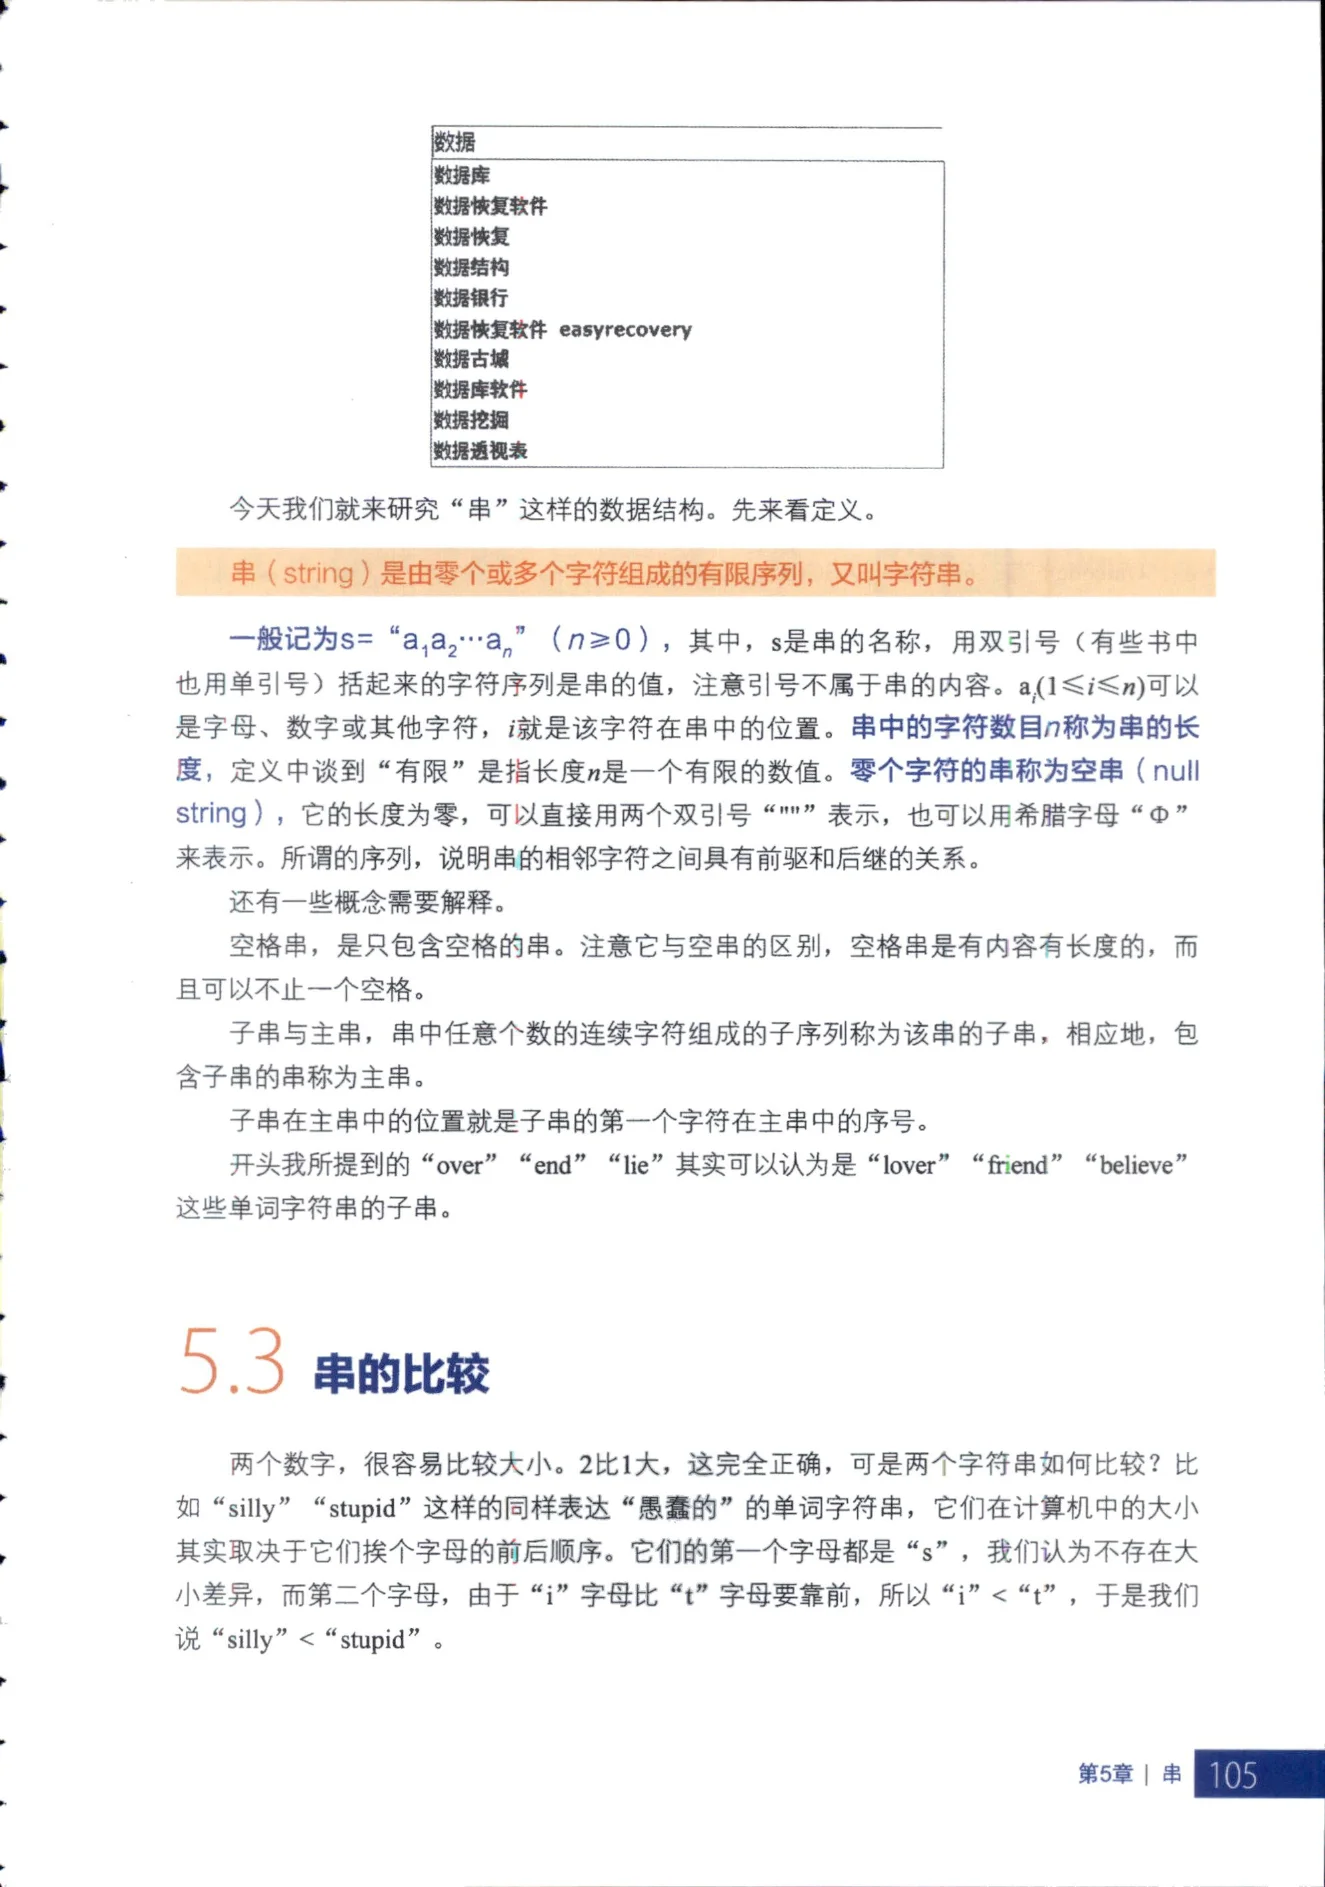 数据
数据库
数据恢复软件
数据恢复
数据结构
数据银行
数据恢复软件 easyrecovery
数据古城
数据库软件
数据挖掘
数据透视表
今天我们就来研究“串”这样的数据结构。先来看定义。
串（string）是由零个或多个字符组成的有限序列，又叫字符串。
一般记为s=“a₁a₂…aₙ”（n≥0），其中，s是串的名称，用双引号（有些书中
也用单引号）括起来的字符序列是串的值，注意引号不属于串的内容。aᵢ(1≤i≤n)可以
是字母、数字或其他字符，i就是该字符在串中的位置。串中的字符数目n称为串的长
度，定义中谈到“有限”是指长度n是一个有限的数值。零个字符的串称为空串（null
string），它的长度为零，可以直接用两个双引号“""”表示，也可以用希腊字母“Φ”
来表示。所谓的序列，说明串的相邻字符之间具有前驱和后继的关系。
还有一些概念需要解释。
空格串，是只包含空格的串。注意它与空串的区别，空格串是有内容有长度的，而
且可以不止一个空格。
子串与主串，串中任意个数的连续字符组成的子序列称为该串的子串，相应地，包
含子串的串称为主串。
子串在主串中的位置就是子串的第一个字符在主串中的序号。
开头我所提到的“over”“end”“lie”其实可以认为是“lover”“friend”“believe”
这些单词字符串的子串。
5.3 串的比较
两个数字，很容易比较大小。2比1大，这完全正确，可是两个字符串如何比较？比
如“silly”“stupid”这样的同样表达“愚蠢的”的单词字符串，它们在计算机中的大小
其实取决于它们挨个字母的前后顺序。它们的第一个字母都是“s”，我们认为不存在大
小差异，而第二个字母，由于“i”字母比“t”字母要靠前，所以“i”<“t”，于是我们
说“silly”<“stupid”。
第5章 | 串 105